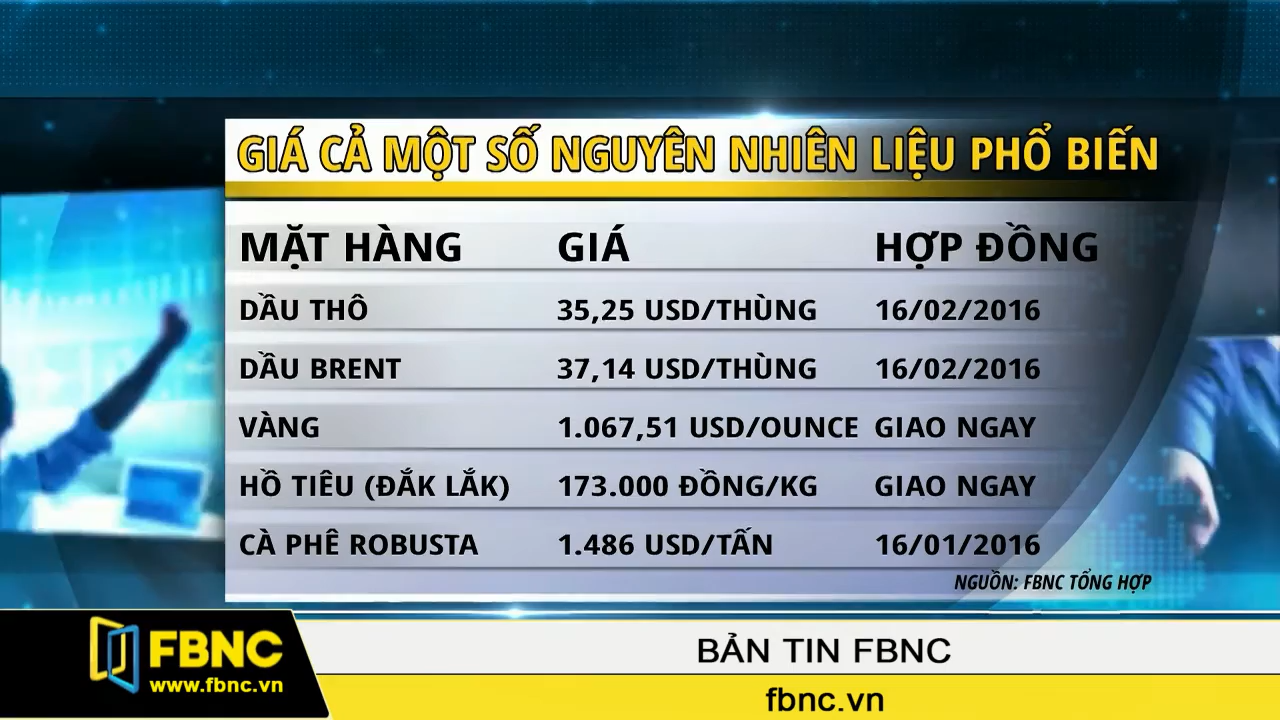 GIÁ CẢ MỘT SỐ NGUYÊN NHIÊN LIỆU PHỔ BIẾN
MẶT HÀNG GIÁ HỢP ĐỒNG
DẦU THÔ 35,25 USD/THÙNG 16/02/2016
DẦU BRENT 37,14 USD/THÙNG 16/02/2016
VÀNG 1.067,51 USD/OUNCE GIAO NGAY
HỒ TIÊU (ĐẮK LẮK) 173.000 ĐỒNG/KG GIAO NGAY
CÀ PHÊ ROBUSTA 1.486 USD/TẤN 16/01/2016
NGUỒN: FBNC TỔNG HỢP
FBNC
www.fbnc.vn
BẢN TIN FBNC
fbnc.vn